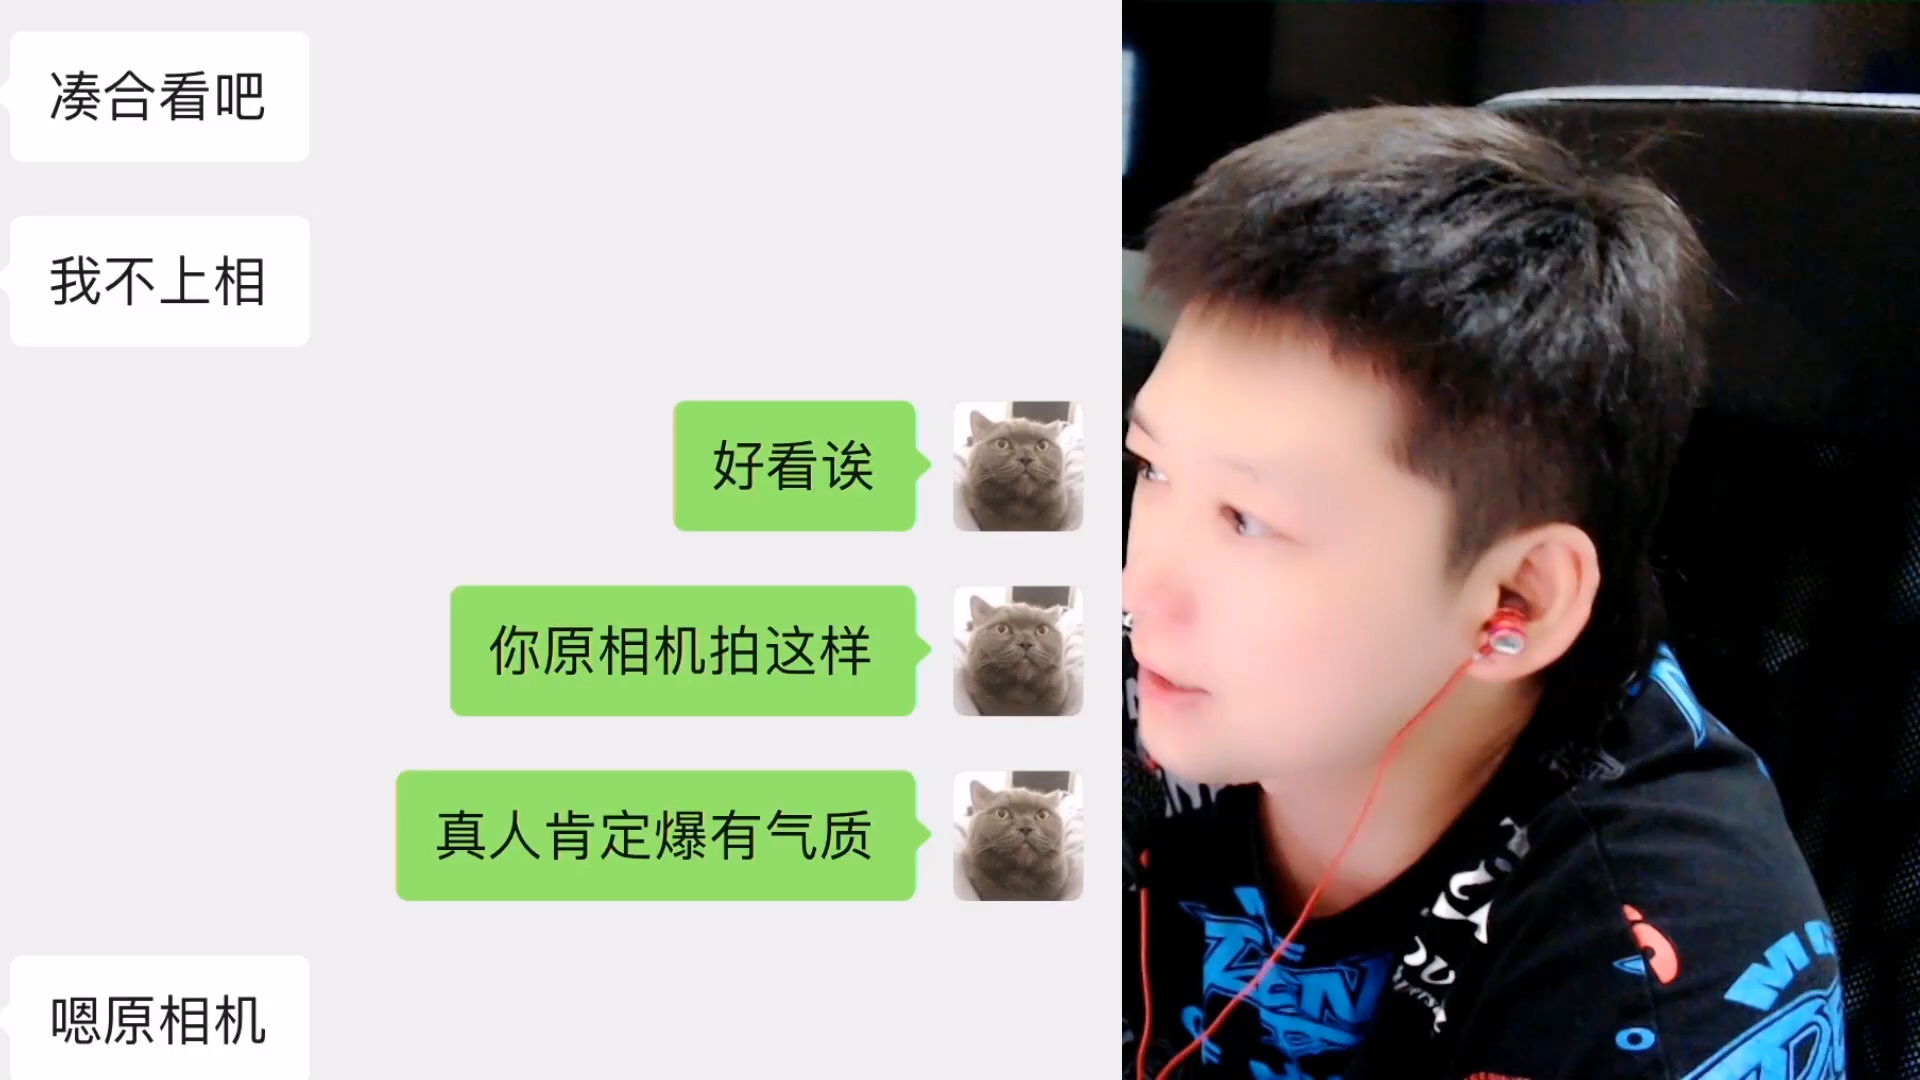 凑合看吧
我不上相
好看诶
你原相机拍这样
真人肯定爆有气质
嗯原相机